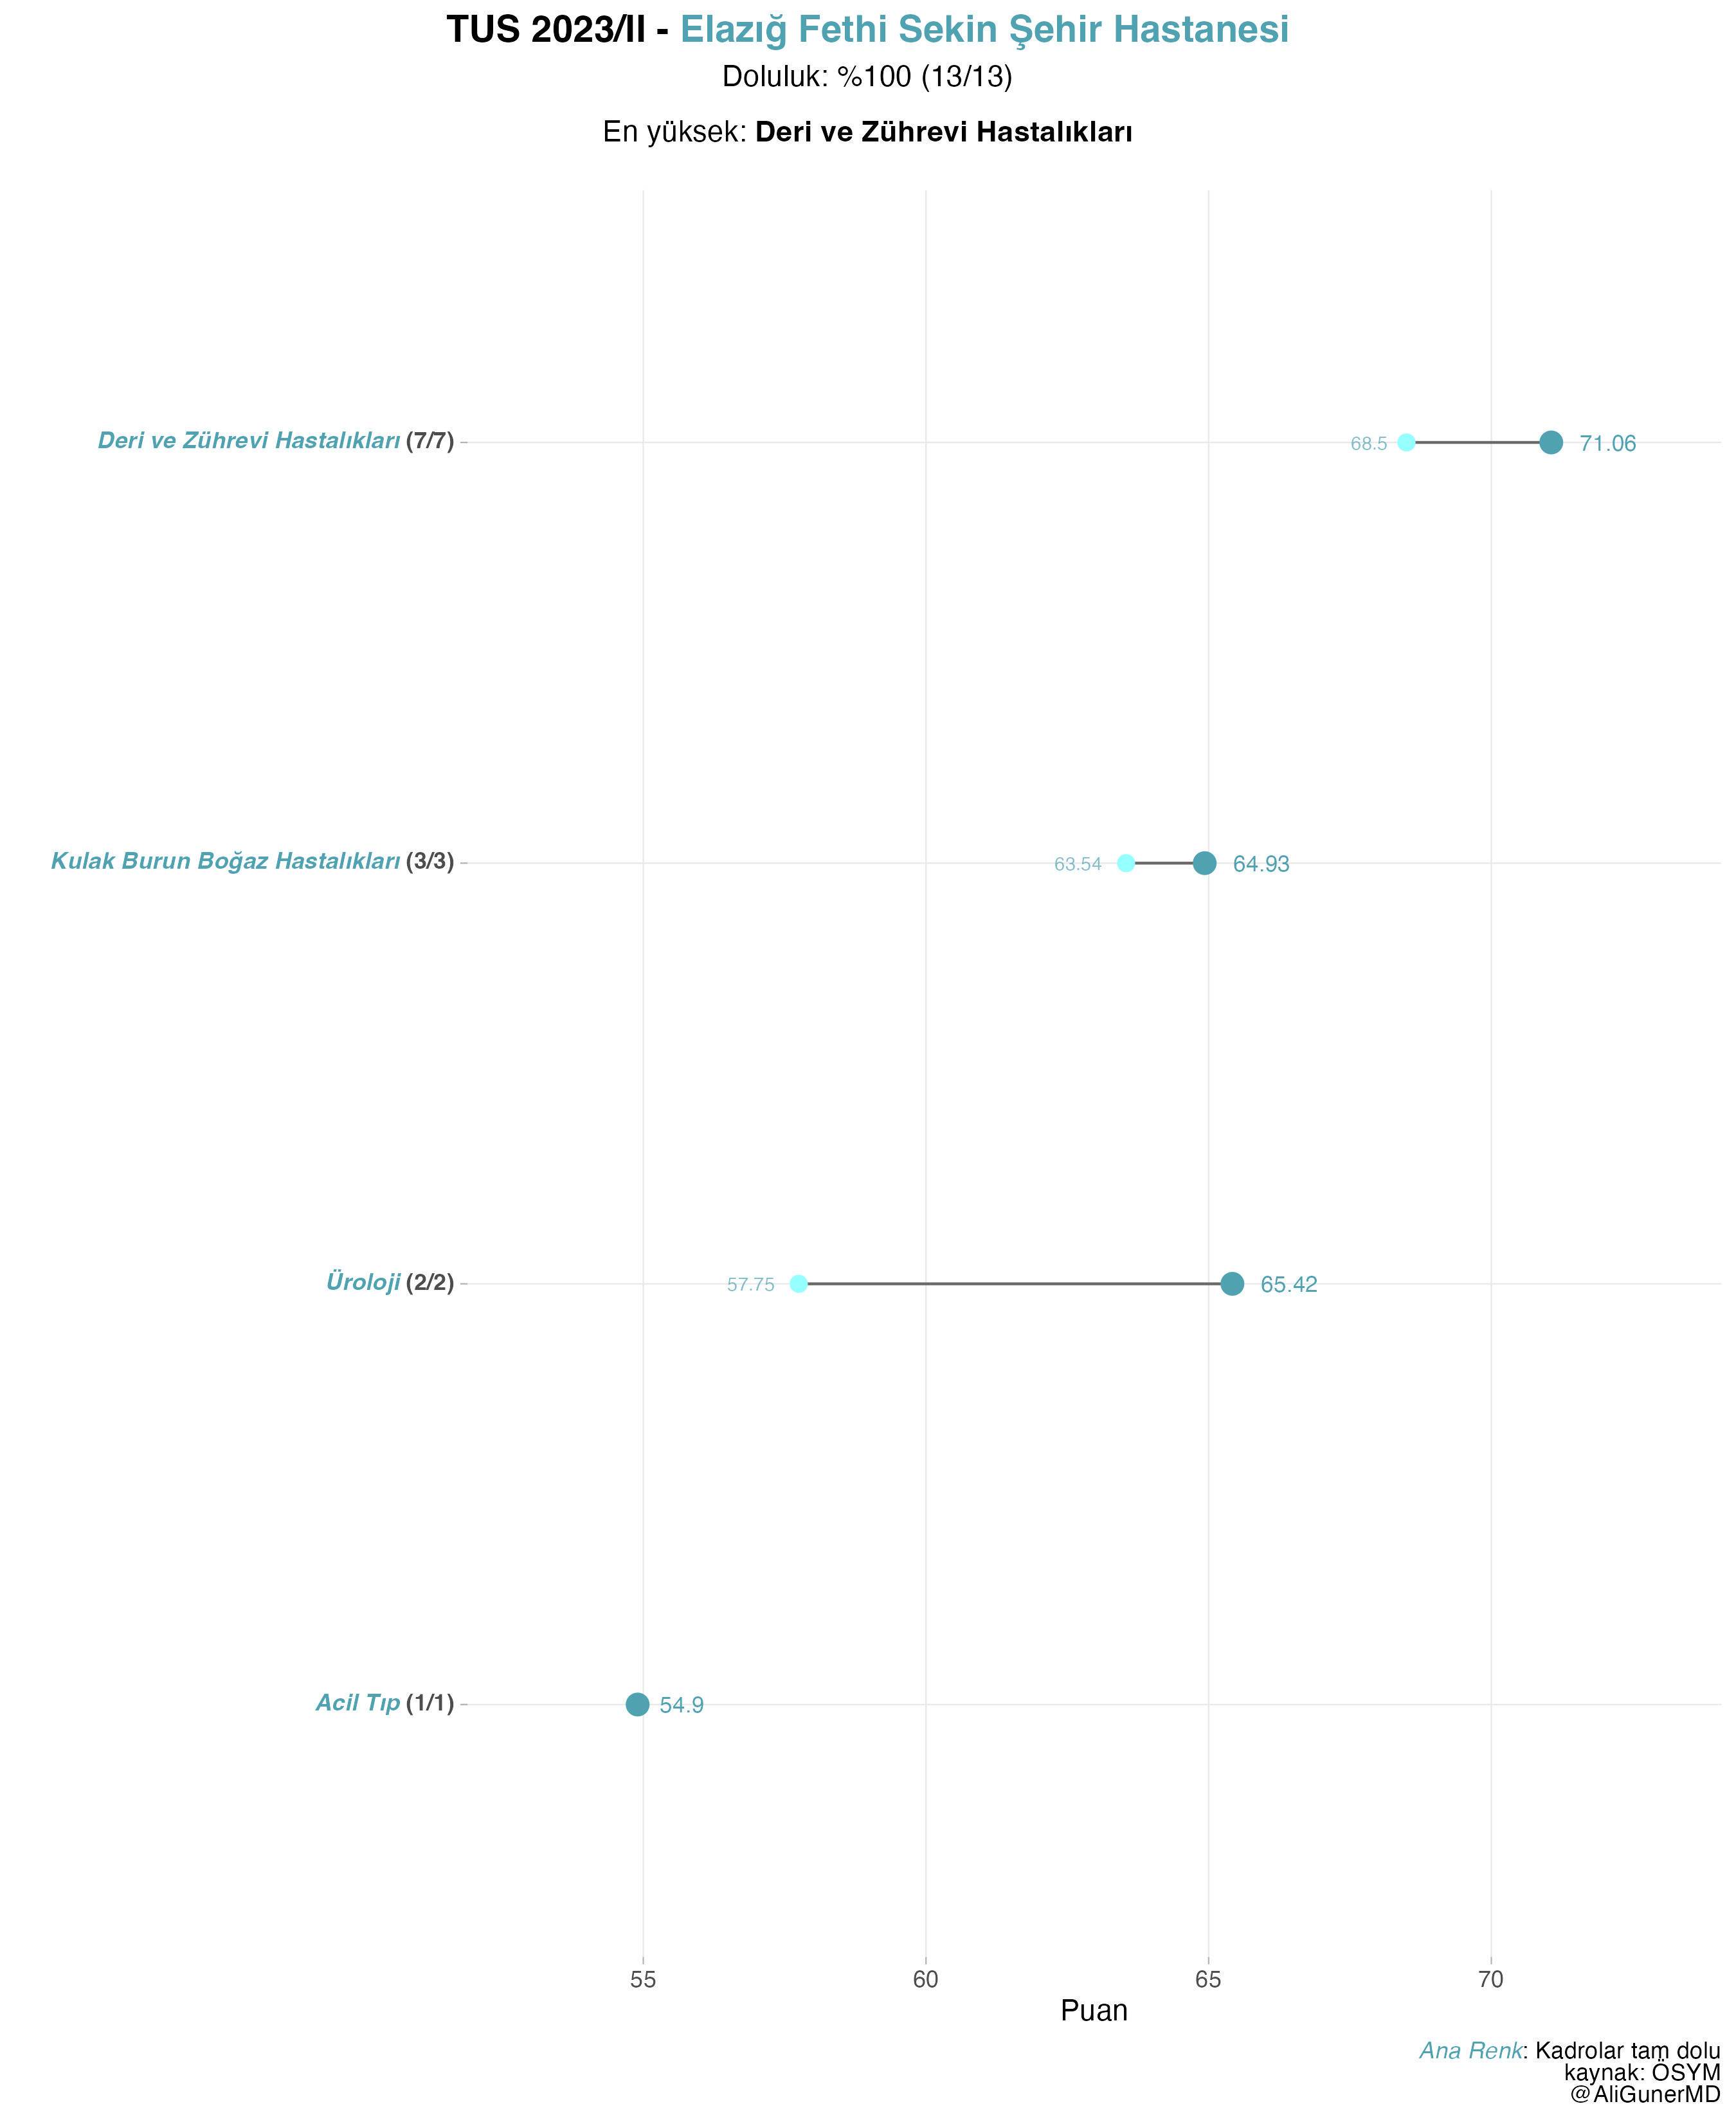 TUS 2023/II - Elazığ Fethi Sekin Şehir Hastanesi
Doluluk: %100 (13/13)
En yüksek: Deri ve Zührevi Hastalıkları
Deri ve Zührevi Hastalıkları (7/7)
68.5
71.06
Kulak Burun Boğaz Hastalıkları (3/3)
63.54
64.93
Üroloji (2/2)
57.75
65.42
Acil Tıp (1/1)
54.9
55
60
65
70
Puan
Ana Renk: Kadrolar tam dolu
kaynak: ÖSYM
@AliGunerMD